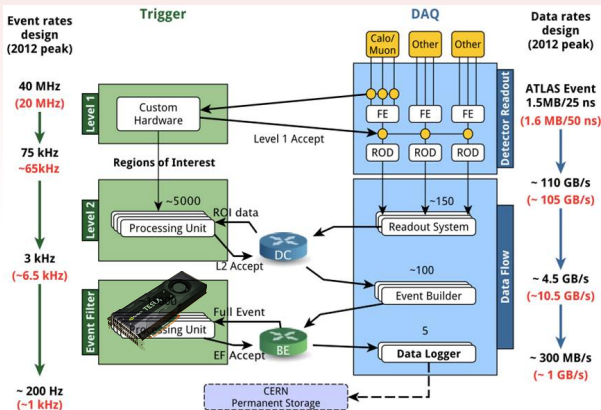 Event rates
design
(2012 peak)
Trigger
DAQ
Data rates
design
(2012 peak)
Calo/
Muon
Other
Other
40 MHz
(20 MHz)
Level 1
Custom
Hardware
Level 1 Accept
FE
FE
FE
ROD
ROD
ROD
Detector Readout
ATLAS Event
1.5MB/25 ns
(1.6 MB/50 ns)
75 kHz
~65kHz
Regions of Interest
~ 110 GB/s
(~ 105 GB/s)
Level 2
~5000
Processing Unit
ROI data
L2 Accept
DC
~150
Readout System
Data Flow
3 kHz
(~6.5 kHz)
~100
Event Builder
~ 4.5 GB/s
(~10.5 GB/s)
Event Filter
TESLA
Processing Unit
Full Event
EF Accept
BE
5
Data Logger
~ 300 MB/s
(~ 1 GB/s)
~ 200 Hz
(~1 kHz)
CERN
Permanent Storage